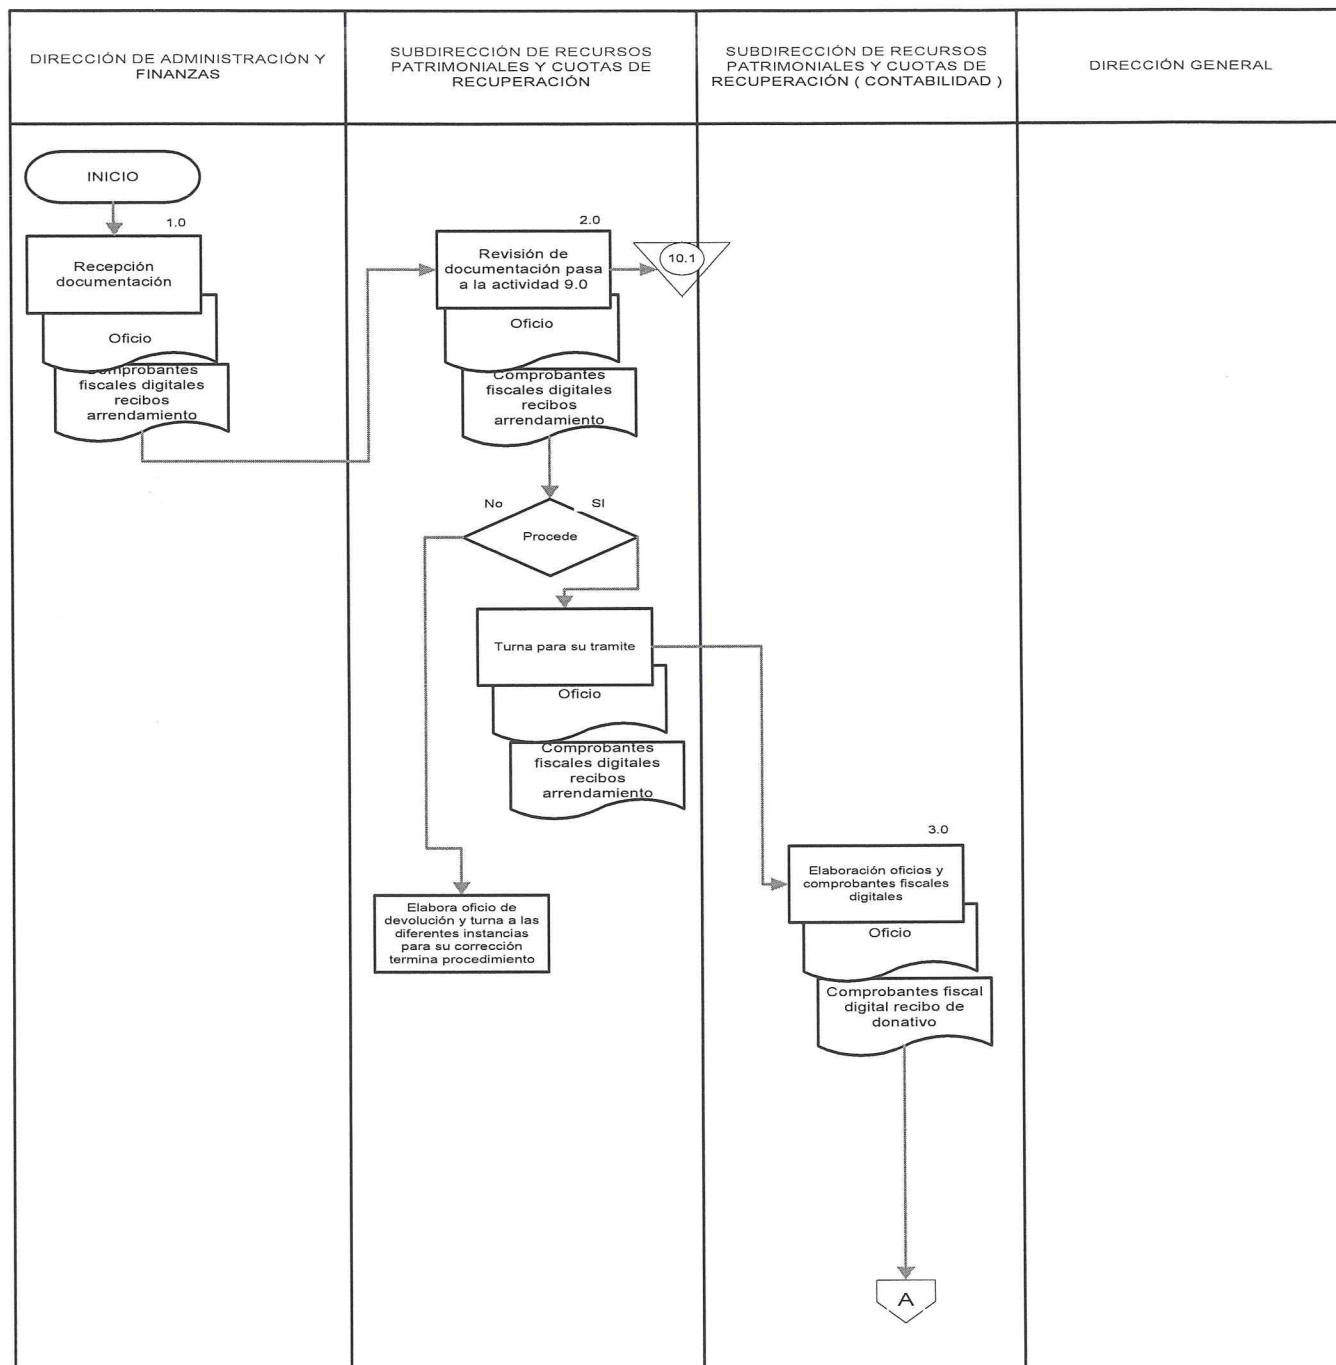 DIRECCIÓN DE ADMINISTRACIÓN Y
FINANZAS
SUBDIRECCIÓN DE RECURSOS
PATRIMONIALES Y CUOTAS DE
RECUPERACIÓN
SUBDIRECCIÓN DE RECURSOS
PATRIMONIALES Y CUOTAS DE
RECUPERACIÓN ( CONTABILIDAD )
DIRECCIÓN GENERAL
INICIO
1.0
Recepción
documentación
Oficio
Comprobantes
fiscales digitales
recibos
arrendamiento
2.0
Revisión de
documentación pasa
a la actividad 9.0
10.1
Oficio
Comprobantes
fiscales digitales
recibos
arrendamiento
No
SI
Procede
Turna para su tramite
Oficio
Comprobantes
fiscales digitales
recibos
arrendamiento
Elabora oficio de
devolución y turna a las
diferentes instancias
para su corrección
termina procedimiento
3.0
Elaboración oficios y
comprobantes fiscales
digitales
Oficio
Comprobantes fiscal
digital recibo de
donativo
A